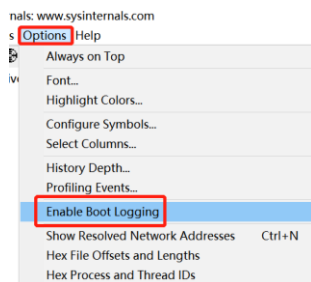 nals: www.sysinternals.com
s Options Help
Always on Top
Font...
Highlight Colors...
Configure Symbols...
Select Columns...
History Depth...
Profiling Events...
Enable Boot Logging
Show Resolved Network Addresses Ctrl+N
Hex File Offsets and Lengths
Hex Process and Thread IDs